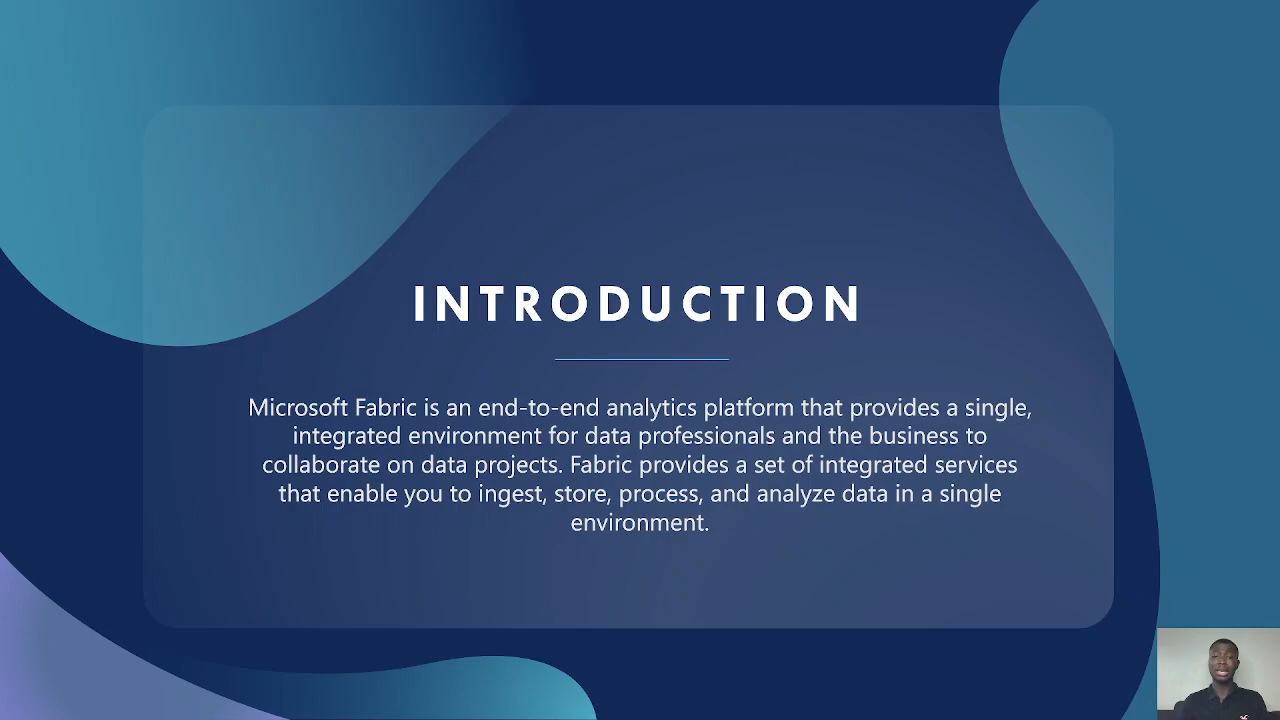 INTRODUCTION
Microsoft Fabric is an end-to-end analytics platform that provides a single,
integrated environment for data professionals and the business to
collaborate on data projects. Fabric provides a set of integrated services
that enable you to ingest, store, process, and analyze data in a single
environment.